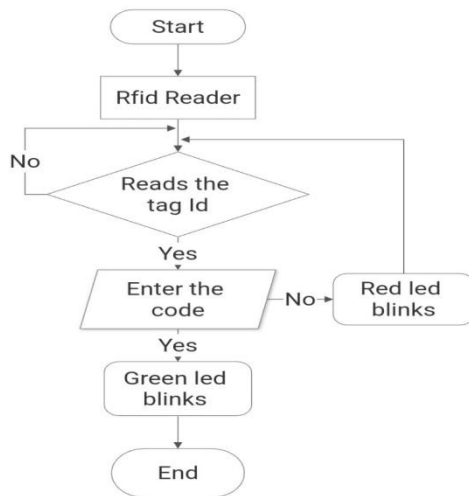 Start
Rfid Reader
No
Reads the
tag Id
Yes
Enter the
code
No
Red led
blinks
Yes
Green led
blinks
End